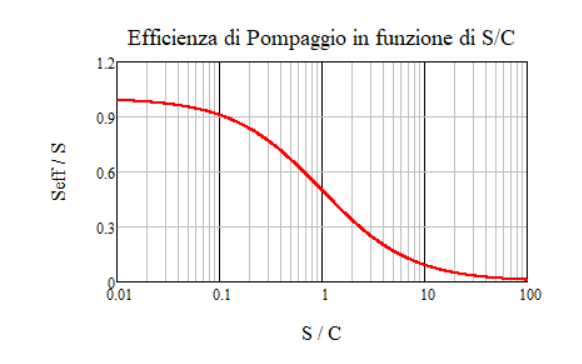 Efficienza di Pompaggio in funzione di S/C
1.2
0.9
0.6
0.3
0
Seff / S
0.01 0.1 1 10 100
S / C